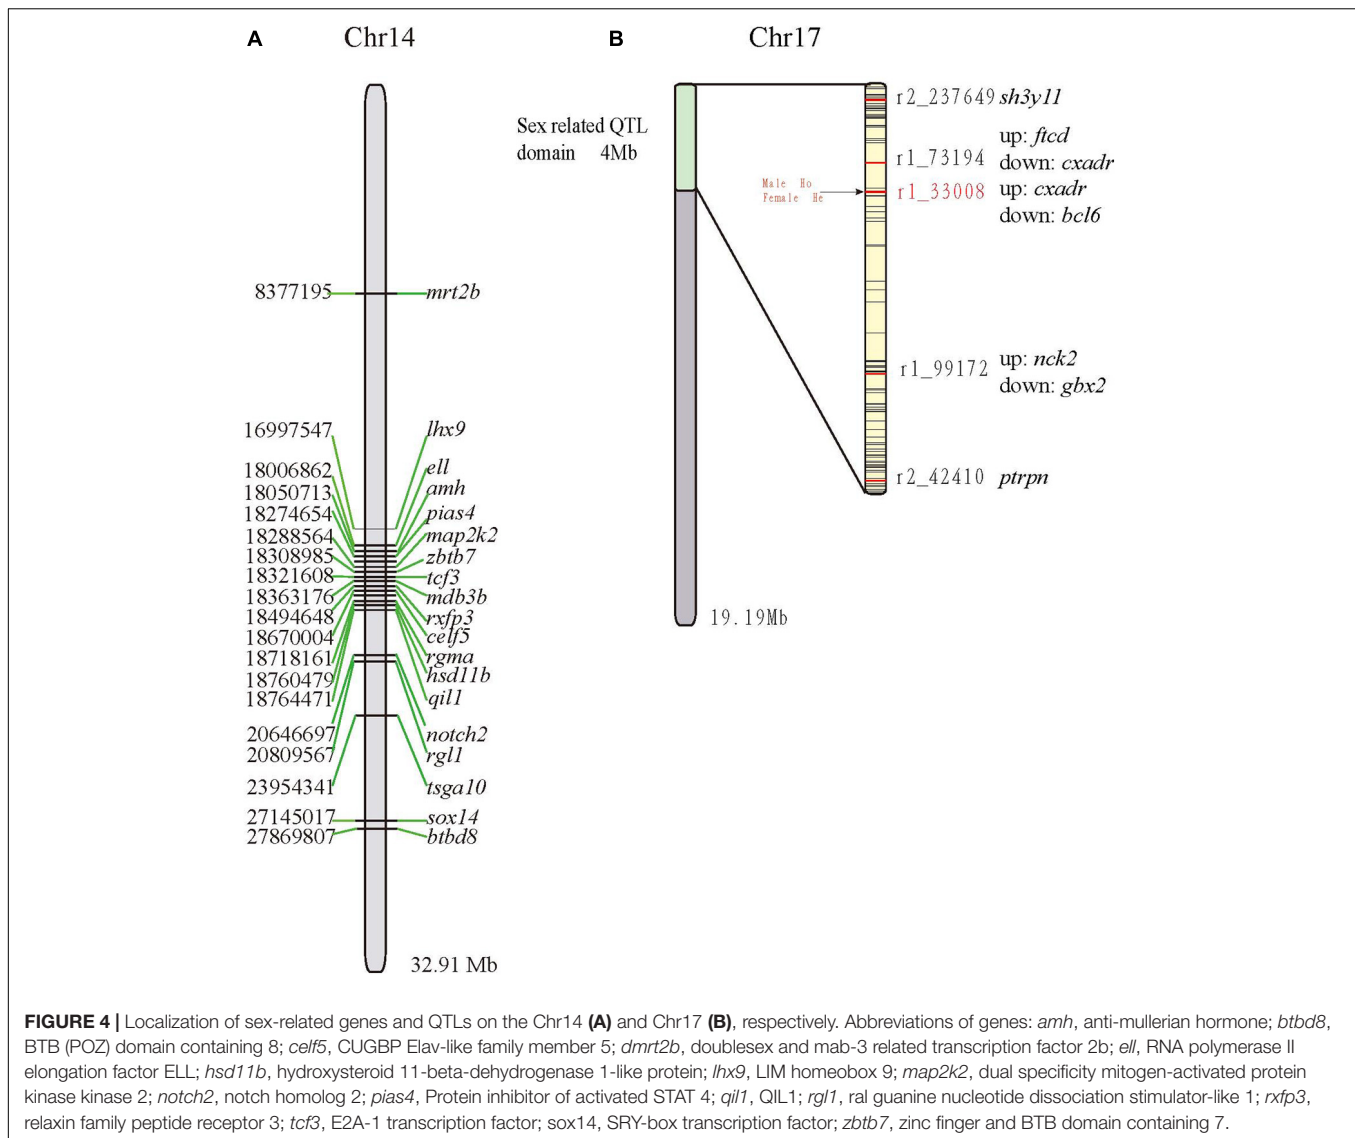 A Chr14
8377195 mrt2b
16997547 lhx9
18006862 ell
18050713 amh
18274654 pias4
18288564 map2k2
18308985 zbtb7
18321608 tcf3
18363176 mdb3b
18494648 rxfp3
18670004 celf5
18718161 rgma
18760479 hsd11b
18764471 qil1
20646697 notch2
20809567 rgl1
23954341 tsga10
27145017 sox14
27869807 btbd8
32.91 Mb
B Chr17
Sex related QTL
domain 4Mb
r2_237649 sh3y11
up: ftcd
r1_73194
down: cxadr
Male Ho
Female He
r1_33008 up: cxadr
down: bcl6
r1_99172 up: nck2
down: gbx2
r2_42410 ptrpn
19.19Mb
FIGURE 4 | Localization of sex-related genes and QTLs on the Chr14 (A) and Chr17 (B), respectively. Abbreviations of genes: amh, anti-mullerian hormone; btbd8,
BTB (POZ) domain containing 8; celf5, CUGBP Elav-like family member 5; dmrt2b, doublesex and mab-3 related transcription factor 2b; ell, RNA polymerase II
elongation factor ELL; hsd11b, hydroxysteroid 11-beta-dehydrogenase 1-like protein; lhx9, LIM homeobox 9; map2k2, dual specificity mitogen-activated protein
kinase kinase 2; notch2, notch homolog 2; pias4, Protein inhibitor of activated STAT 4; qil1, QIL1; rgl1, ral guanine nucleotide dissociation stimulator-like 1; rxfp3,
relaxin family peptide receptor 3; tcf3, E2A-1 transcription factor; sox14, SRY-box transcription factor; zbtb7, zinc finger and BTB domain containing 7.